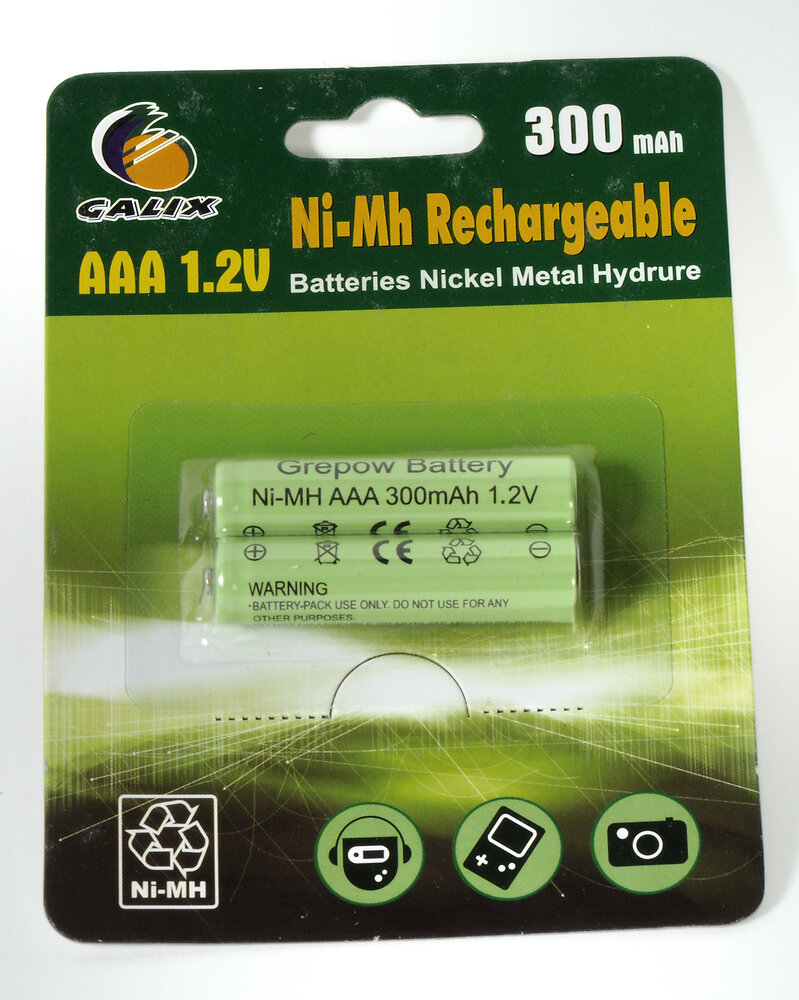 300 mAh
GALIX
Ni-Mh Rechargeable
AAA 1.2V
Batteries Nickel Metal Hydrure
Grepow Battery
Ni-MH AAA 300mAh 1.2V
CE
CE
WARNING
·BATTERY-PACK USE ONLY. DO NOT USE FOR ANY
OTHER PURPOSES.
Ni-MH